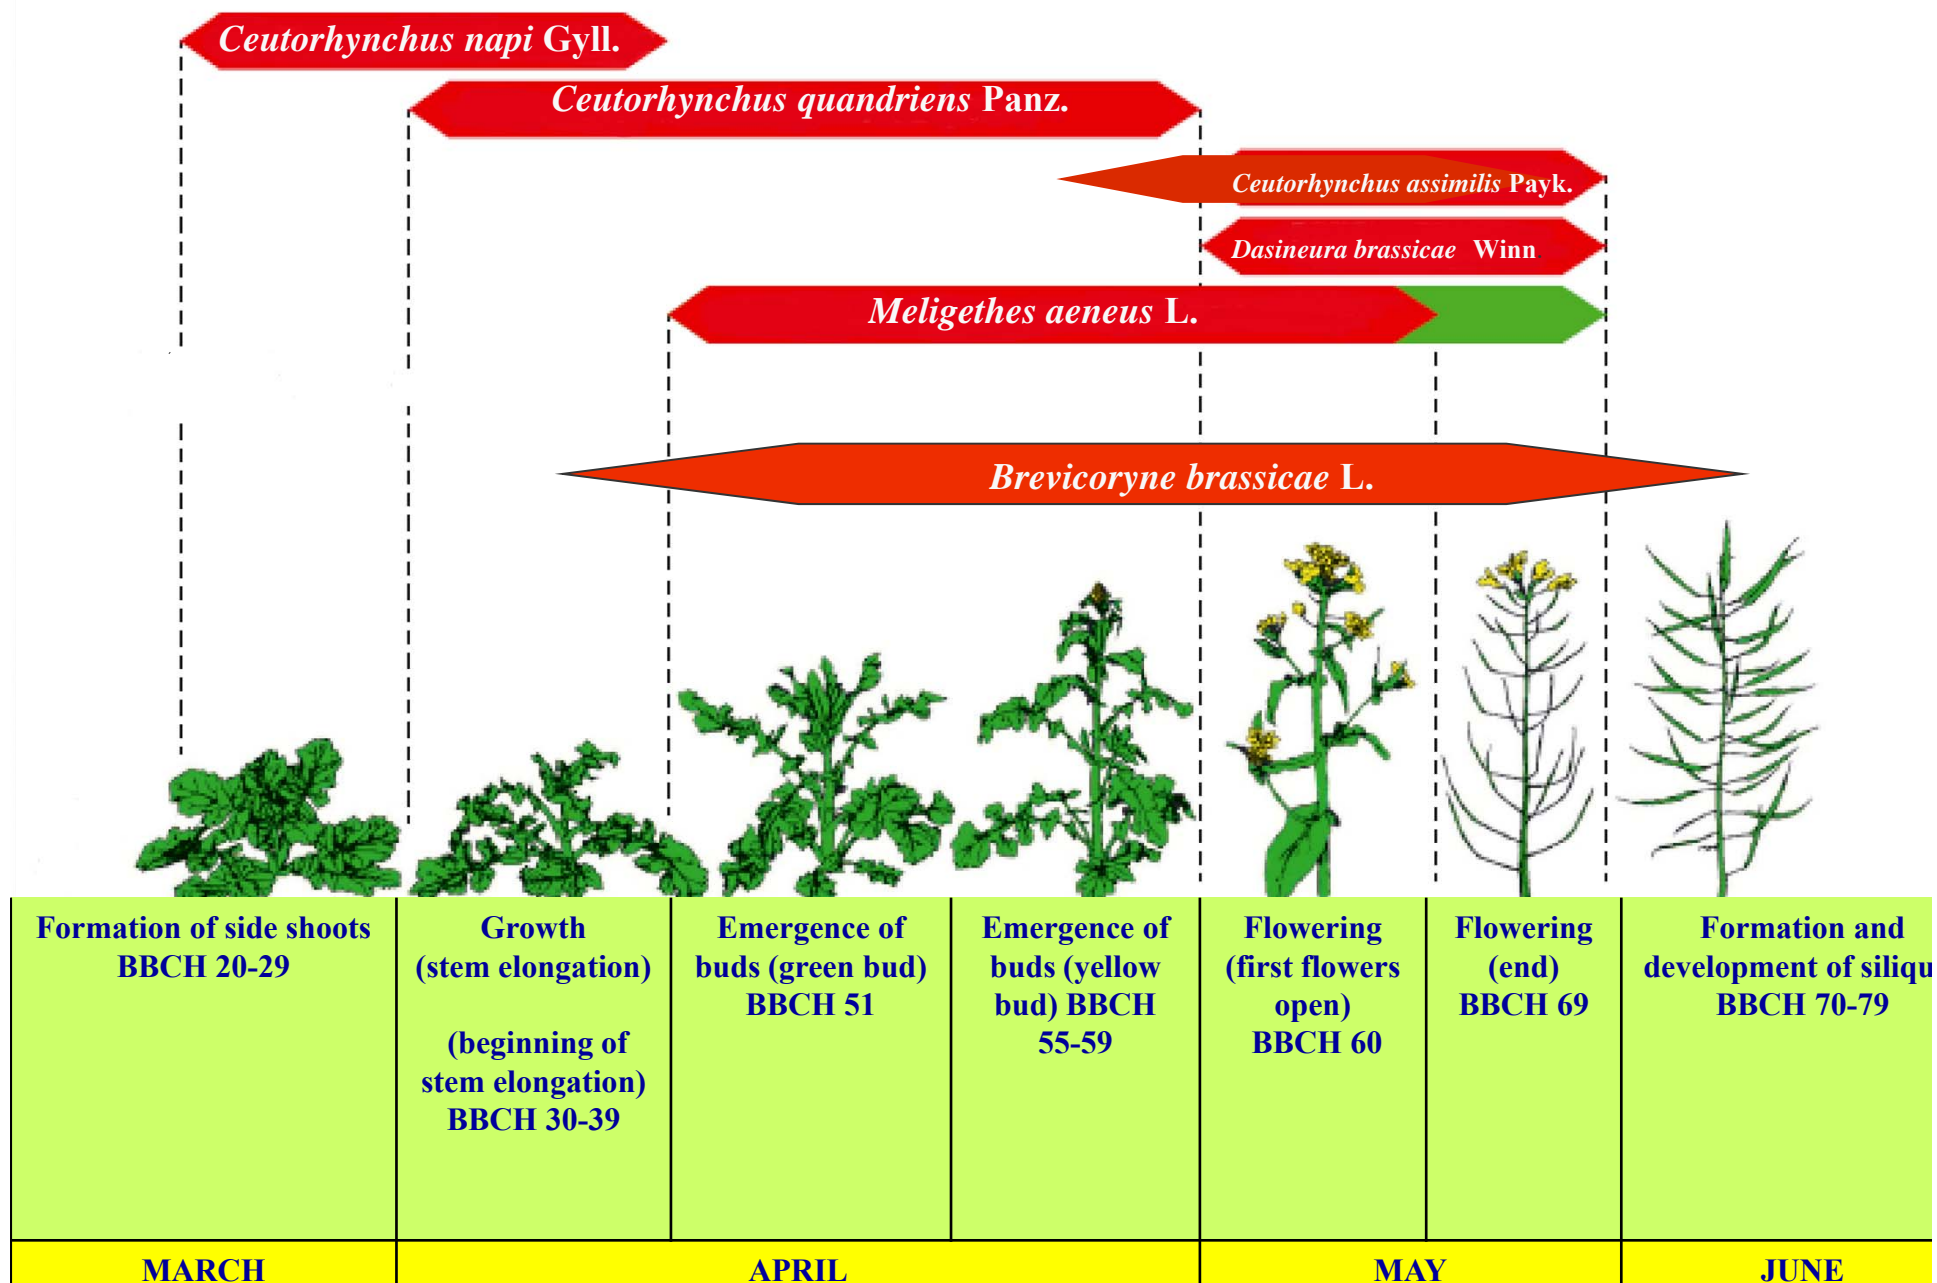 Ceutorhynchus napi Gyll.
Ceutorhynchus quandriens Panz.
Ceutorhynchus assimilis Payk.
Dasineura brassicae Winn.
Meligethes aeneus L.
Brevicoryne brassicae L.
Formation of side shoots
BBCH 20-29
Growth
(stem elongation)
(beginning of
stem elongation)
BBCH 30-39
Emergence of
buds (green bud)
BBCH 51
Emergence of
buds (yellow
bud) BBCH
55-59
Flowering
(first flowers
open)
BBCH 60
Flowering
(end)
BBCH 69
Formation and
development of siliqu
BBCH 70-79
MARCH
APRIL
MAY
JUNE